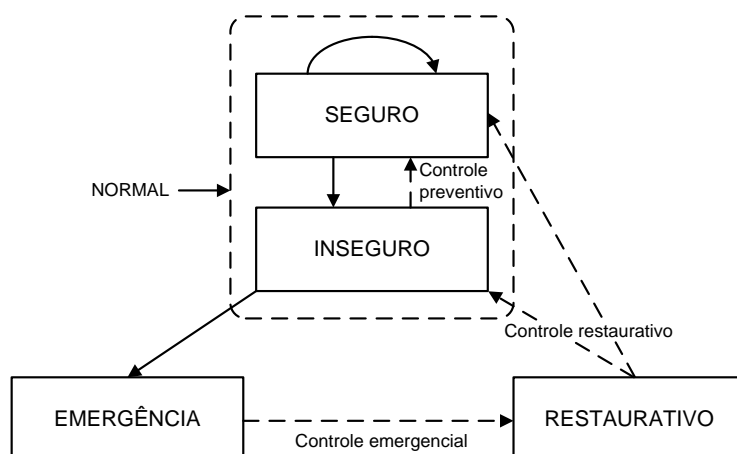 SEGURO
Controle
preventivo
NORMAL
INSEGURO
Controle restaurativo
EMERGÊNCIA
RESTAURATIVO
Controle emergencial